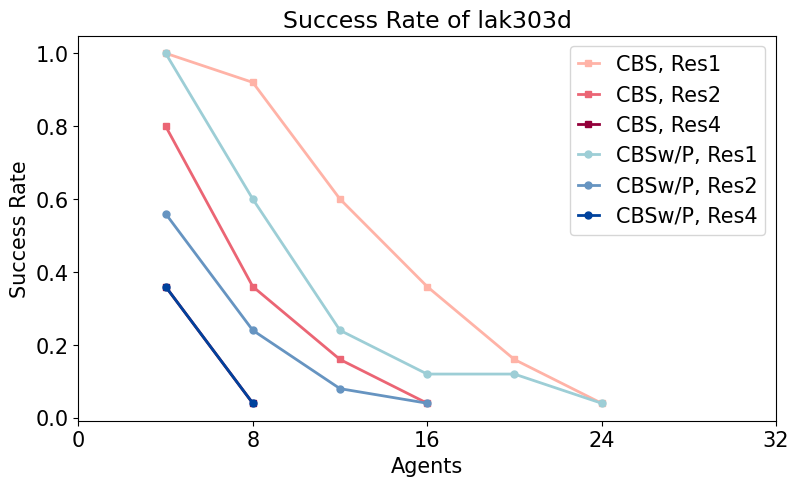 Success Rate of lak303d
Success Rate
1.0
0.8
0.6
0.4
0.2
0.0
CBS, Res1
CBS, Res2
CBS, Res4
CBSw/P, Res1
CBSw/P, Res2
CBSw/P, Res4
0 8 16 24 32
Agents